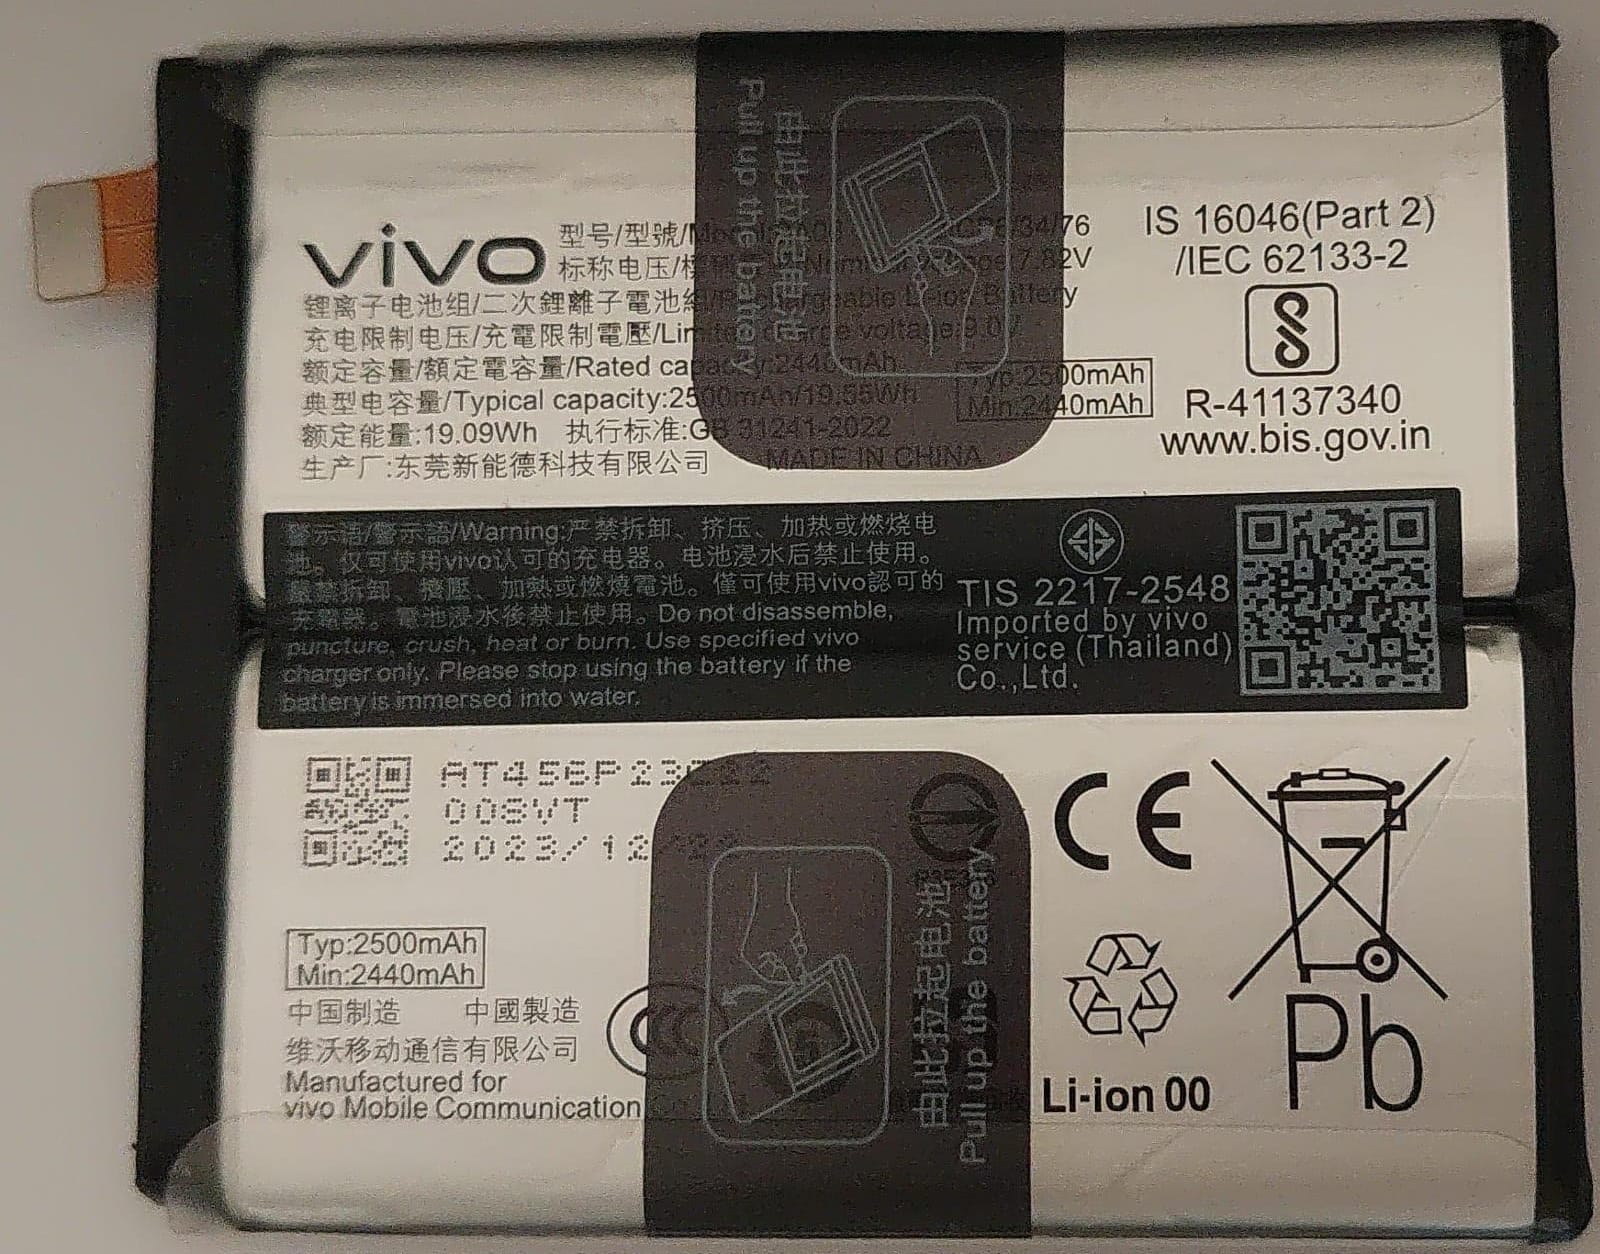 Pull up the battery
由此拉起电池
vivo
型号/型號/Model: /34/76
标称电压/ Nominal voltage:7.82V
锂离子电池组/二次鋰離子電池組/Rechargeable Li-ion Battery
充电限制电压/充電限制電壓/Limited charge voltage:9.0V
额定容量/額定電容量/Rated capacity:2440mAh
典型电容量/Typical capacity:2500mAh/19.55Wh
额定能量:19.09Wh 执行标准:GB 31241-2022
生产厂:东莞新能德科技有限公司 MADE IN CHINA
Typ:2500mAh
Min:2440mAh
IS 16046(Part 2)
/IEC 62133-2
R-41137340
www.bis.gov.in
警示语/警示語/Warning:严禁拆卸、挤压、加热或燃烧电
池。仅可使用vivo认可的充电器。电池浸水后禁止使用。
嚴禁拆卸、擠壓、加熱或燃燒電池。僅可使用vivo認可的
充電器。電池浸水後禁止使用。Do not disassemble,
puncture, crush, heat or burn. Use specified vivo
charger only. Please stop using the battery if the
battery is immersed into water.
TIS 2217-2548
Imported by vivo
service (Thailand)
Co.,Ltd.
008VT
Typ:2500mAh
Min:2440mAh
中国制造 中國製造
维沃移动通信有限公司
Manufactured for
vivo Mobile Communication
由此拉起电池
Pull up the battery
CE
Li-ion 00
Pb